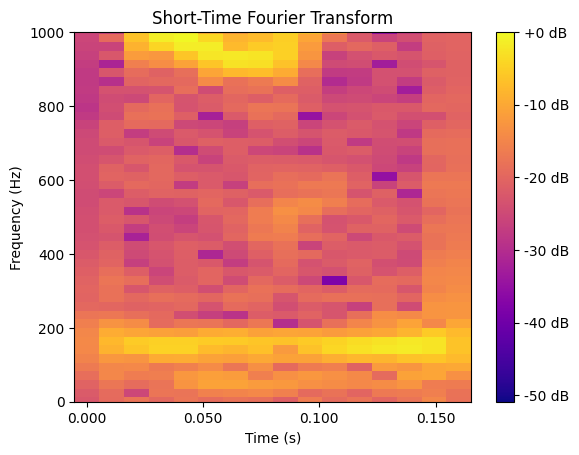 Short-Time Fourier Transform
Frequency (Hz)
1000
800
600
400
200
0
0.000
0.050
0.100
0.150
Time (s)
+0 dB
-10 dB
-20 dB
-30 dB
-40 dB
-50 dB